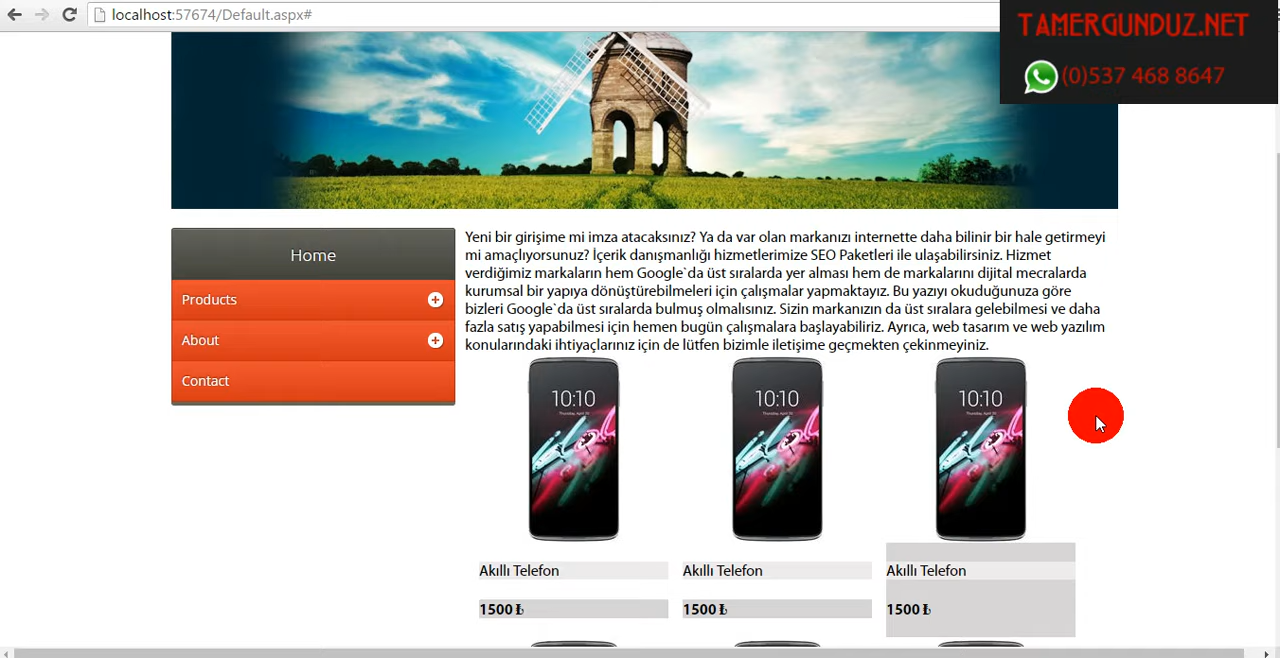 localhost:57674/Default.aspx#
TAMERGUNDUZ.NET
(0)537 468 8647
Home
Products
About
Contact
Yeni bir girişime mi imza atacaksınız? Ya da var olan markanızı internette daha bilinir bir hale getirmeyi
mi amaçlıyorsunuz? İçerik danışmanlığı hizmetlerimize SEO Paketleri ile ulaşabilirsiniz. Hizmet
verdiğimiz markaların hem Google`da üst sıralarda yer alması hem de markalarını dijital mecralarda
kurumsal bir yapıya dönüştürebilmeleri için çalışmalar yapmaktayız. Bu yazıyı okuduğunuza göre
bizleri Google`da üst sıralarda bulmuş olmalısınız. Sizin markanızın da üst sıralara gelebilmesi ve daha
fazla satış yapabilmesi için hemen bugün çalışmalara başlayabiliriz. Ayrıca, web tasarım ve web yazılım
konularındaki ihtiyaçlarınız için de lütfen bizimle iletişime geçmekten çekinmeyiniz.
10:10
10:10
10:10
Akıllı Telefon
Akıllı Telefon
Akıllı Telefon
1500 ₺
1500 ₺
1500 ₺